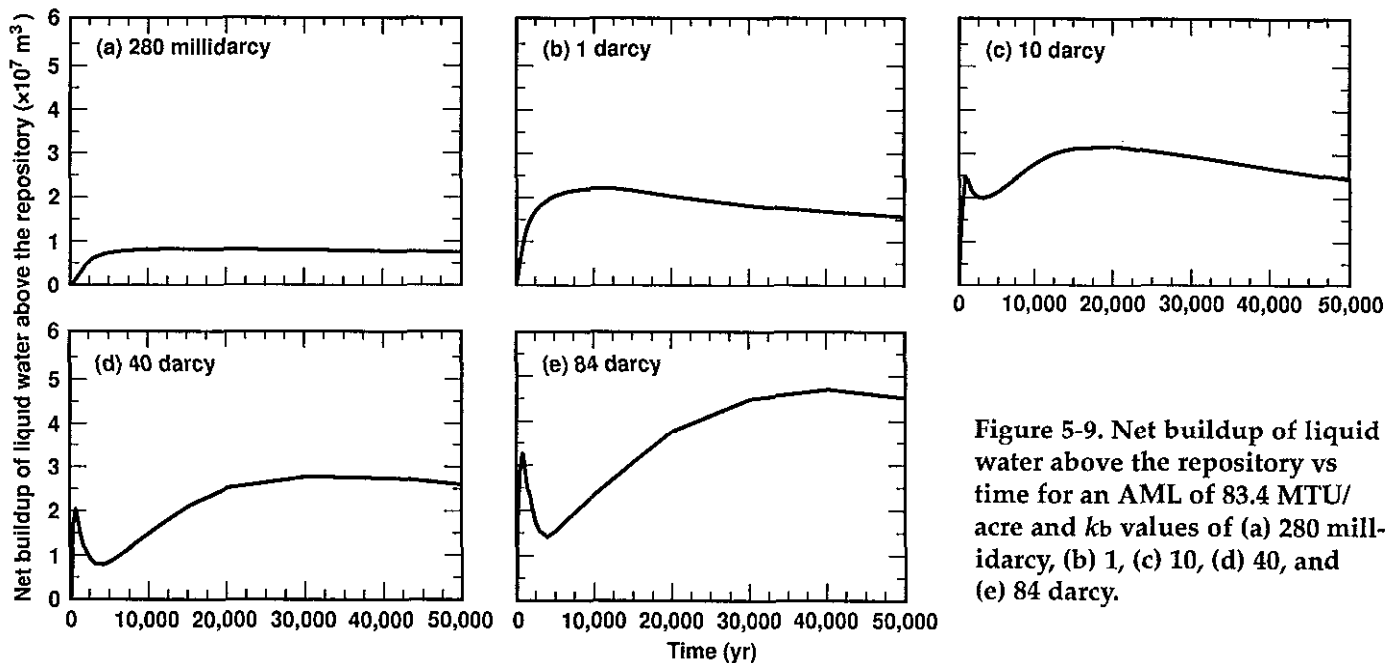 Net buildup of liquid water above the repository (×10⁷ m³)
6
5
4
3
2
1
0
(a) 280 millidarcy
(b) 1 darcy
(c) 10 darcy
0 10,000 20,000 30,000 40,000 50,000
6
5
4
3
2
1
0
(d) 40 darcy
(e) 84 darcy
0 10,000 20,000 30,000 40,000 50,000
0 10,000 20,000 30,000 40,000 50,000
Time (yr)
Figure 5-9. Net buildup of liquid
water above the repository vs
time for an AML of 83.4 MTU/
acre and kb values of (a) 280 mill-
idarcy, (b) 1, (c) 10, (d) 40, and
(e) 84 darcy.